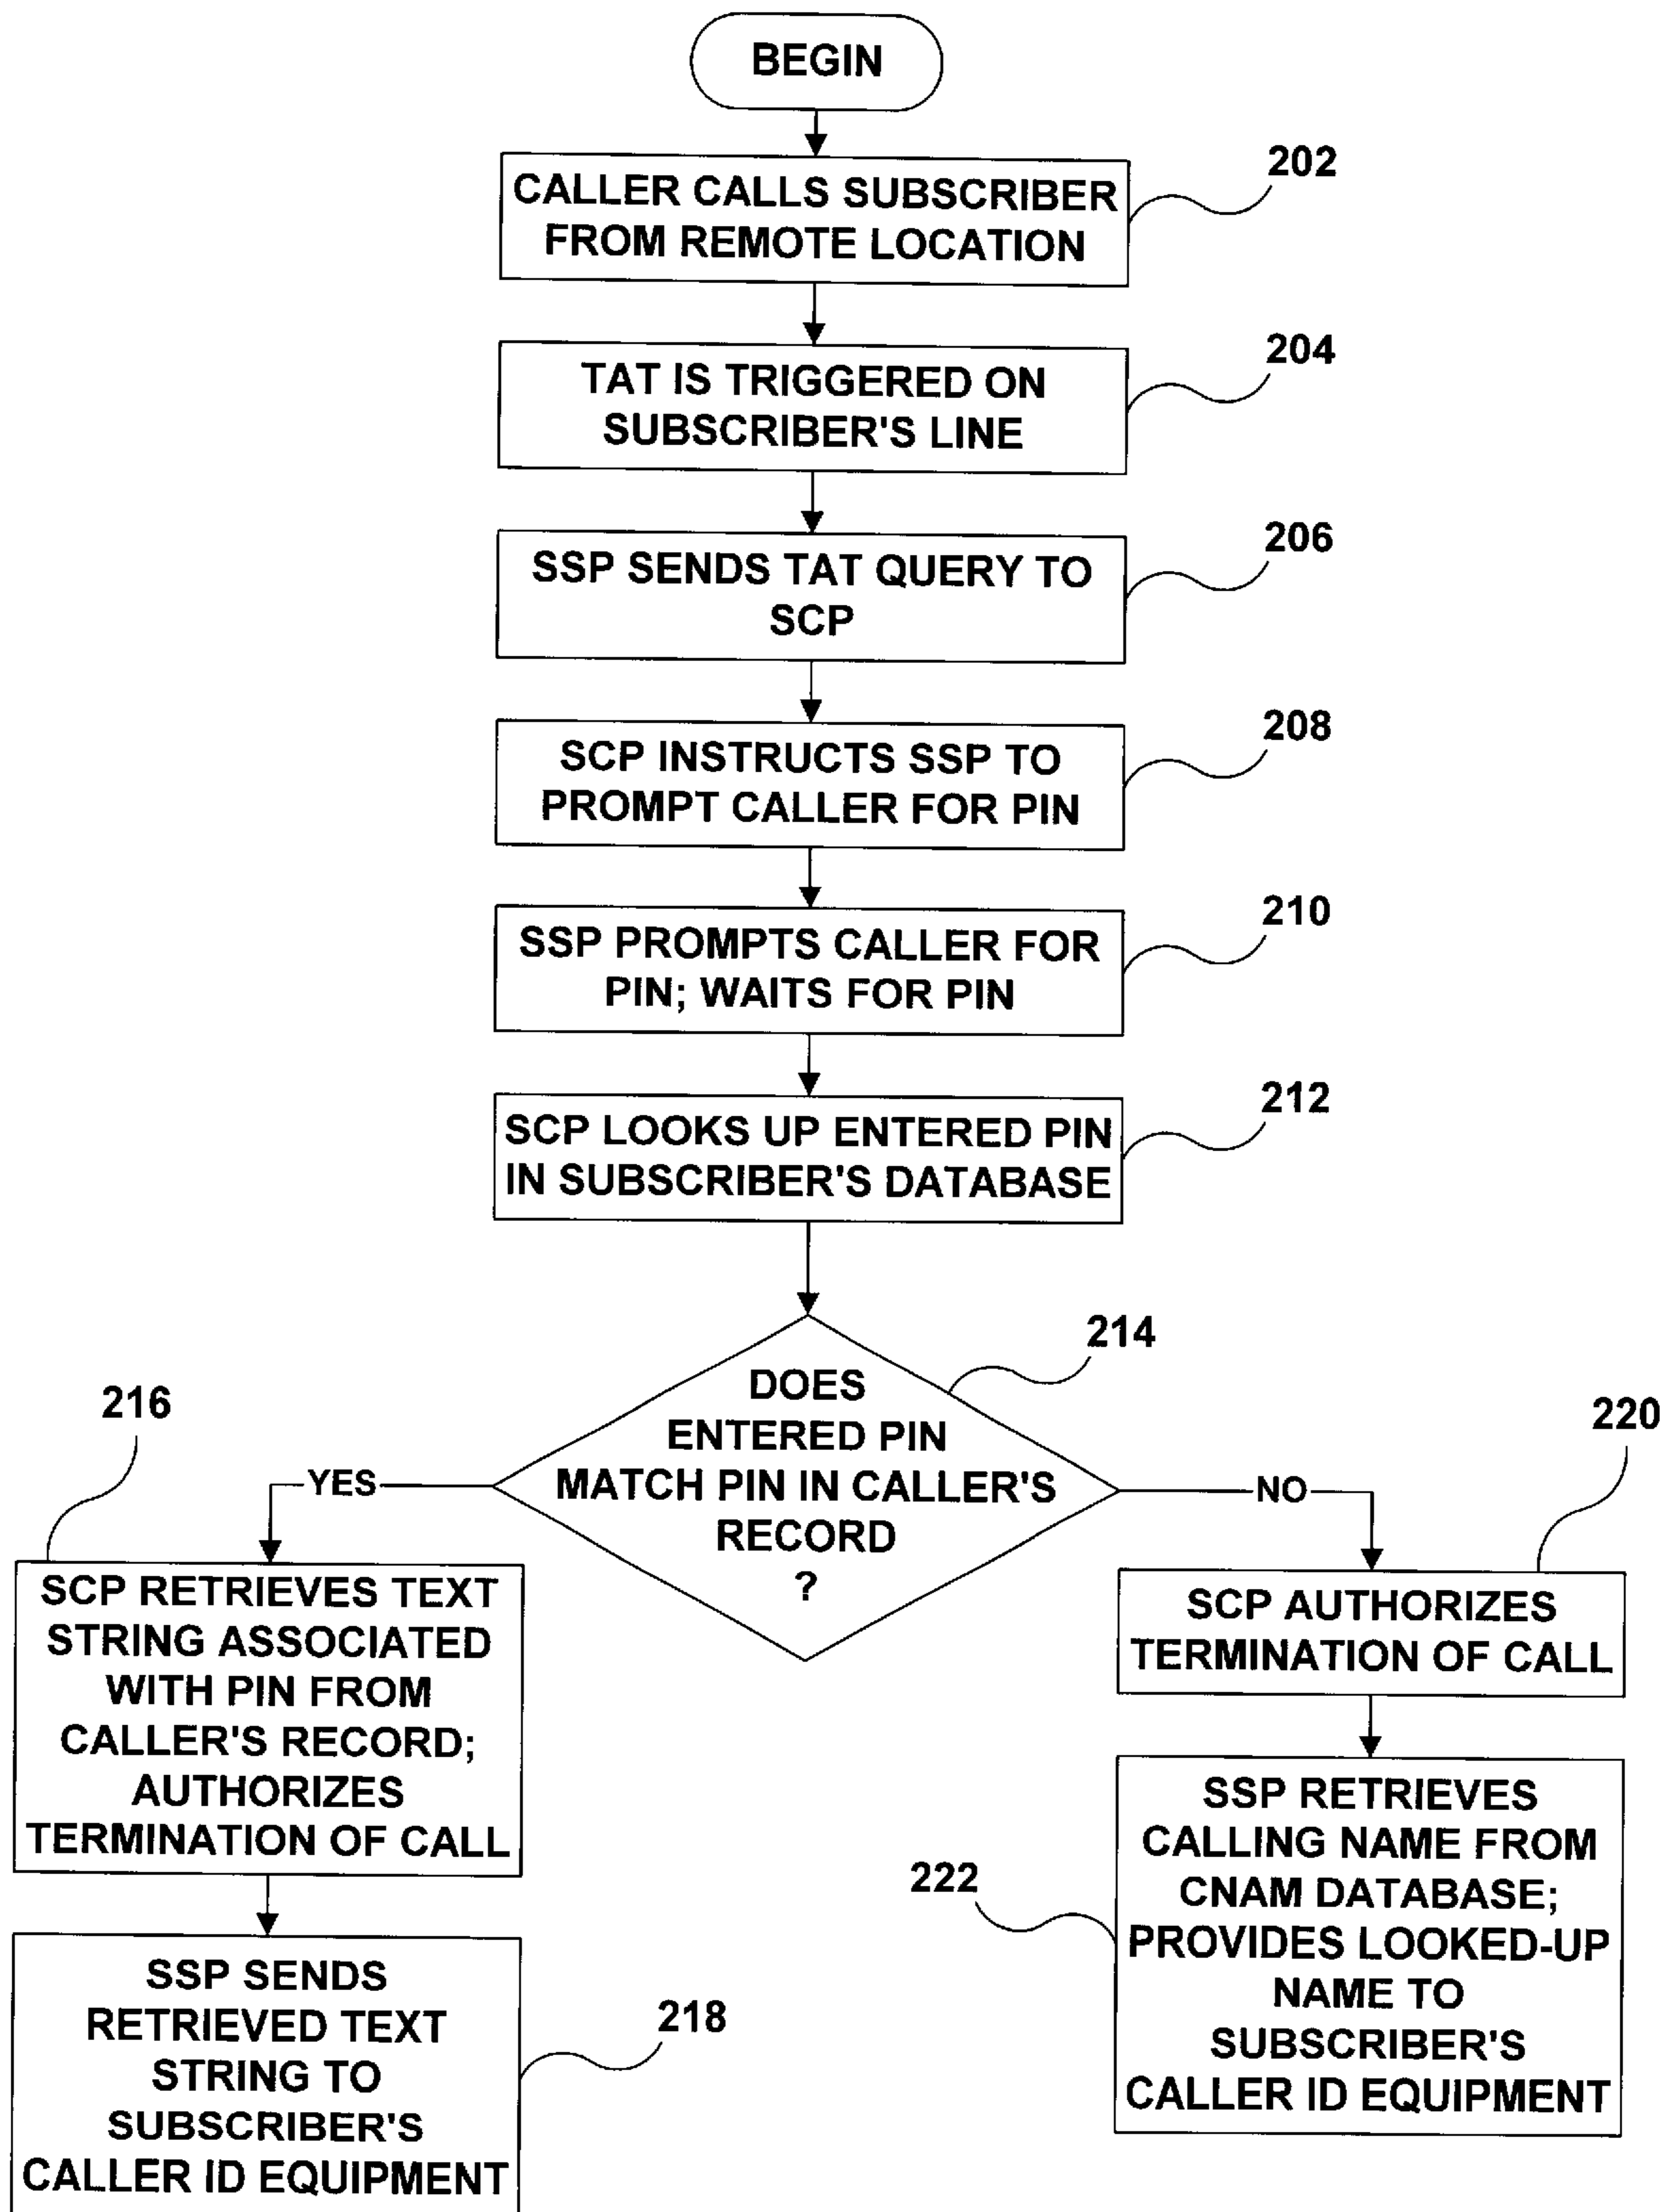 BEGIN
CALLER CALLS SUBSCRIBER
FROM REMOTE LOCATION
202
TAT IS TRIGGERED ON
SUBSCRIBER'S LINE
204
SSP SENDS TAT QUERY TO
SCP
206
SCP INSTRUCTS SSP TO
PROMPT CALLER FOR PIN
208
SSP PROMPTS CALLER FOR
PIN; WAITS FOR PIN
210
SCP LOOKS UP ENTERED PIN
IN SUBSCRIBER'S DATABASE
212
DOES
ENTERED PIN
MATCH PIN IN CALLER'S
RECORD
?
214
YES
NO
216
SCP RETRIEVES TEXT
STRING ASSOCIATED
WITH PIN FROM
CALLER'S RECORD;
AUTHORIZES
TERMINATION OF CALL
SSP SENDS
RETRIEVED TEXT
STRING TO
SUBSCRIBER'S
CALLER ID EQUIPMENT
218
220
SCP AUTHORIZES
TERMINATION OF CALL
222
SSP RETRIEVES
CALLING NAME FROM
CNAM DATABASE;
PROVIDES LOOKED-UP
NAME TO
SUBSCRIBER'S
CALLER ID EQUIPMENT